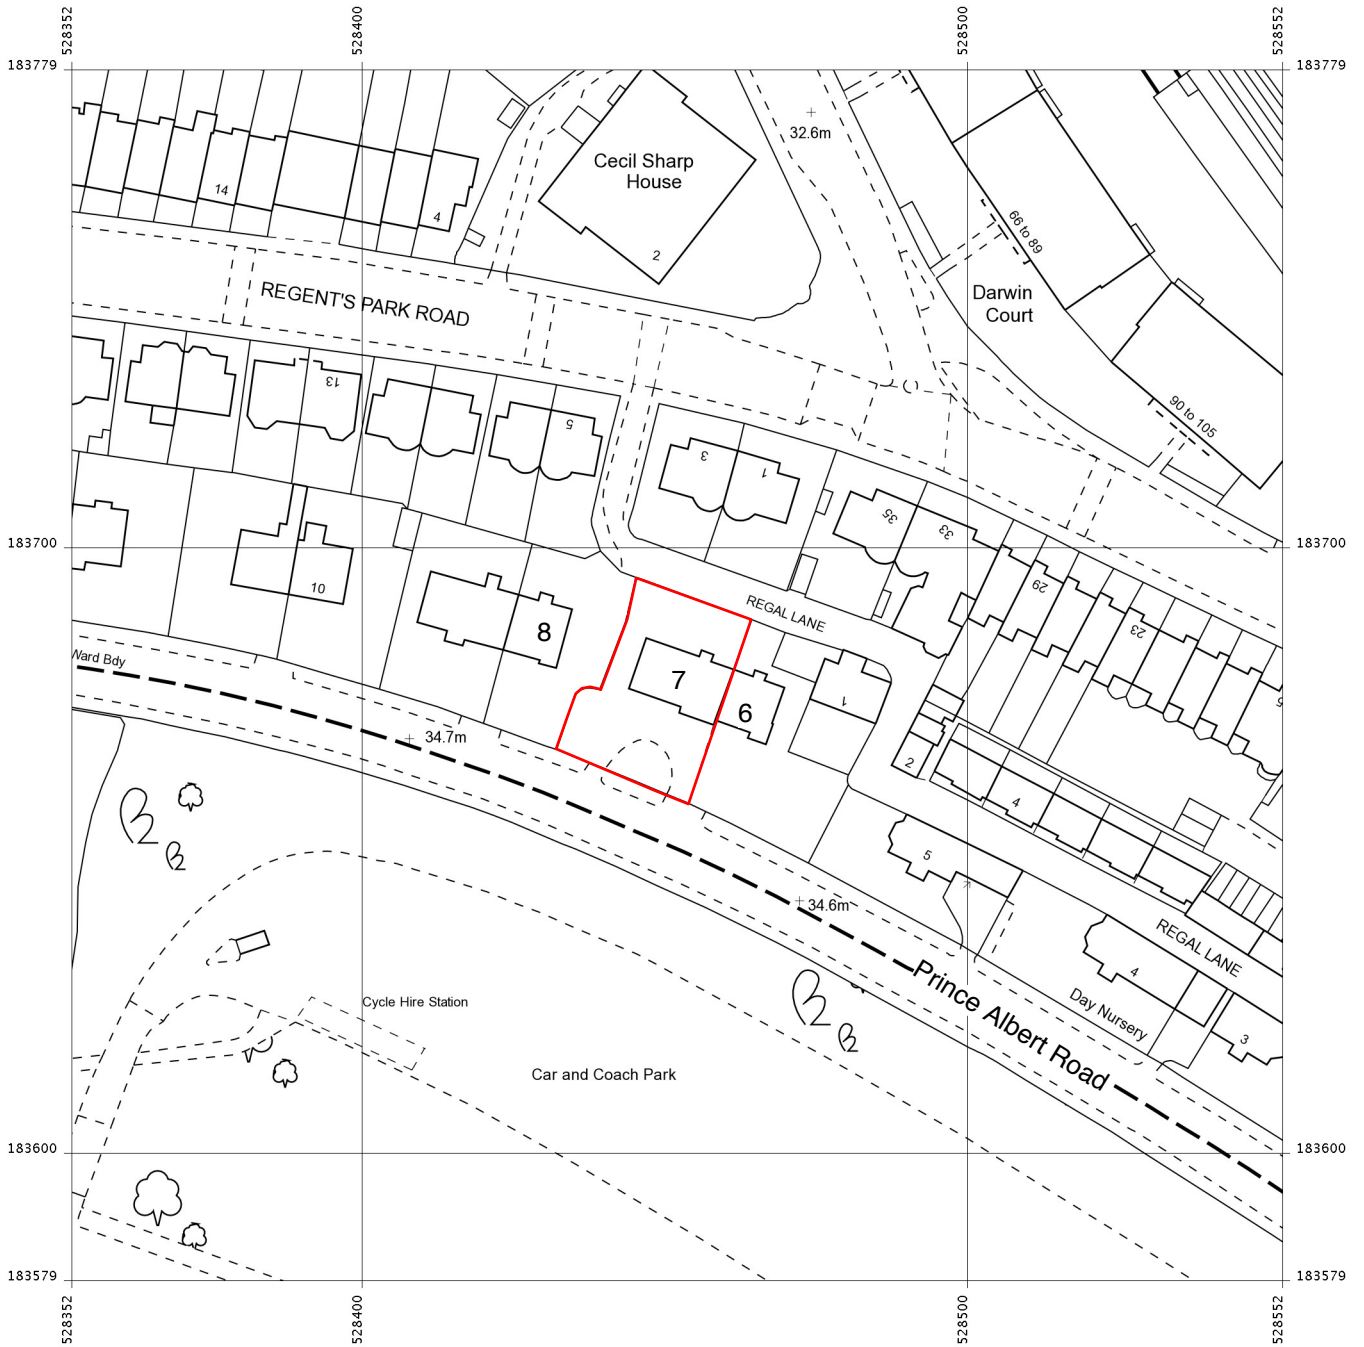 528352
528400
528500
528552
183779
183779
32.6m
Cecil Sharp
House
14
4
2
66 to 89
REGENT'S PARK ROAD
Darwin
Court
13
5
3
1
90 to 105
35
33
183700
183700
29
10
8
REGAL LANE
23
7
6
1
5
Ward Bdy
34.7m
2
4
5
34.6m
REGAL LANE
4
Prince Albert Road
Day Nursery
3
Cycle Hire Station
Car and Coach Park
183600
183600
183579
183579
528352
528400
528500
528552